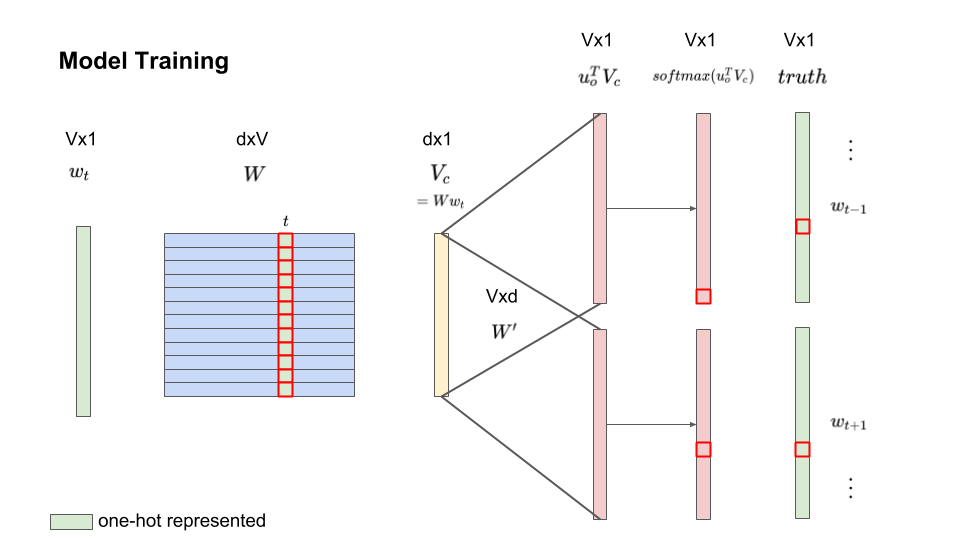 Model Training
Vx1
w_t
dxV
W
t
dx1
V_c
= Ww_t
Vxd
W'
Vx1
u_o^T V_c
Vx1
softmax(u_o^T V_c)
Vx1
truth
⋮
w_{t-1}
w_{t+1}
⋮
one-hot represented